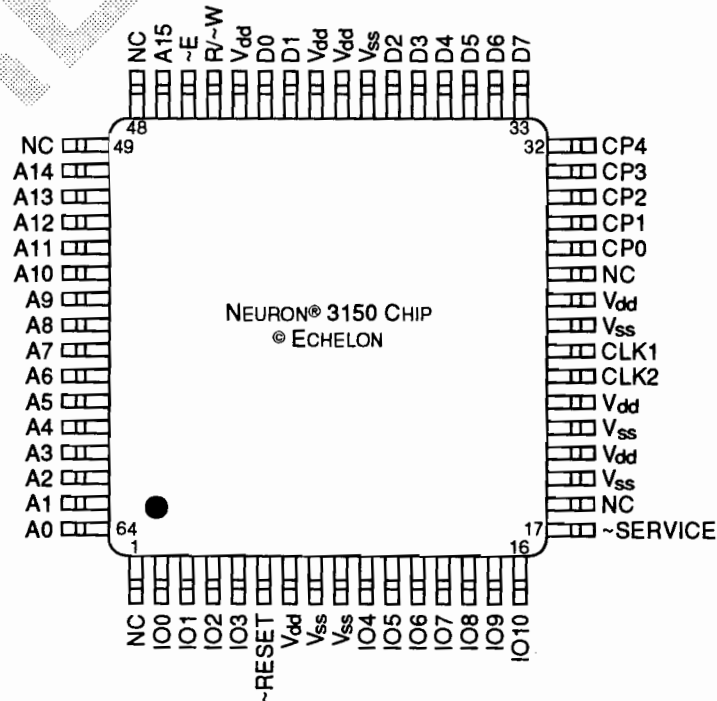 NC A15 ~E R/~W Vdd D0 D1 Vdd Vdd Vss D2 D3 D4 D5 D6 D7
48 33
NC 49 32 CP4
A14 CP3
A13 CP2
A12 CP1
A11 CP0
A10 NC
A9 Vdd
NEURON® 3150 CHIP
A8 Vss
© ECHELON
A7 CLK1
A6 CLK2
A5 Vdd
A4 Vss
A3 Vdd
A2 Vss
A1 NC
A0 64 17 ~SERVICE
1 16
NC IO0 IO1 IO2 IO3 ~RESET Vdd Vss Vss IO4 IO5 IO6 IO7 IO8 IO9 IO10